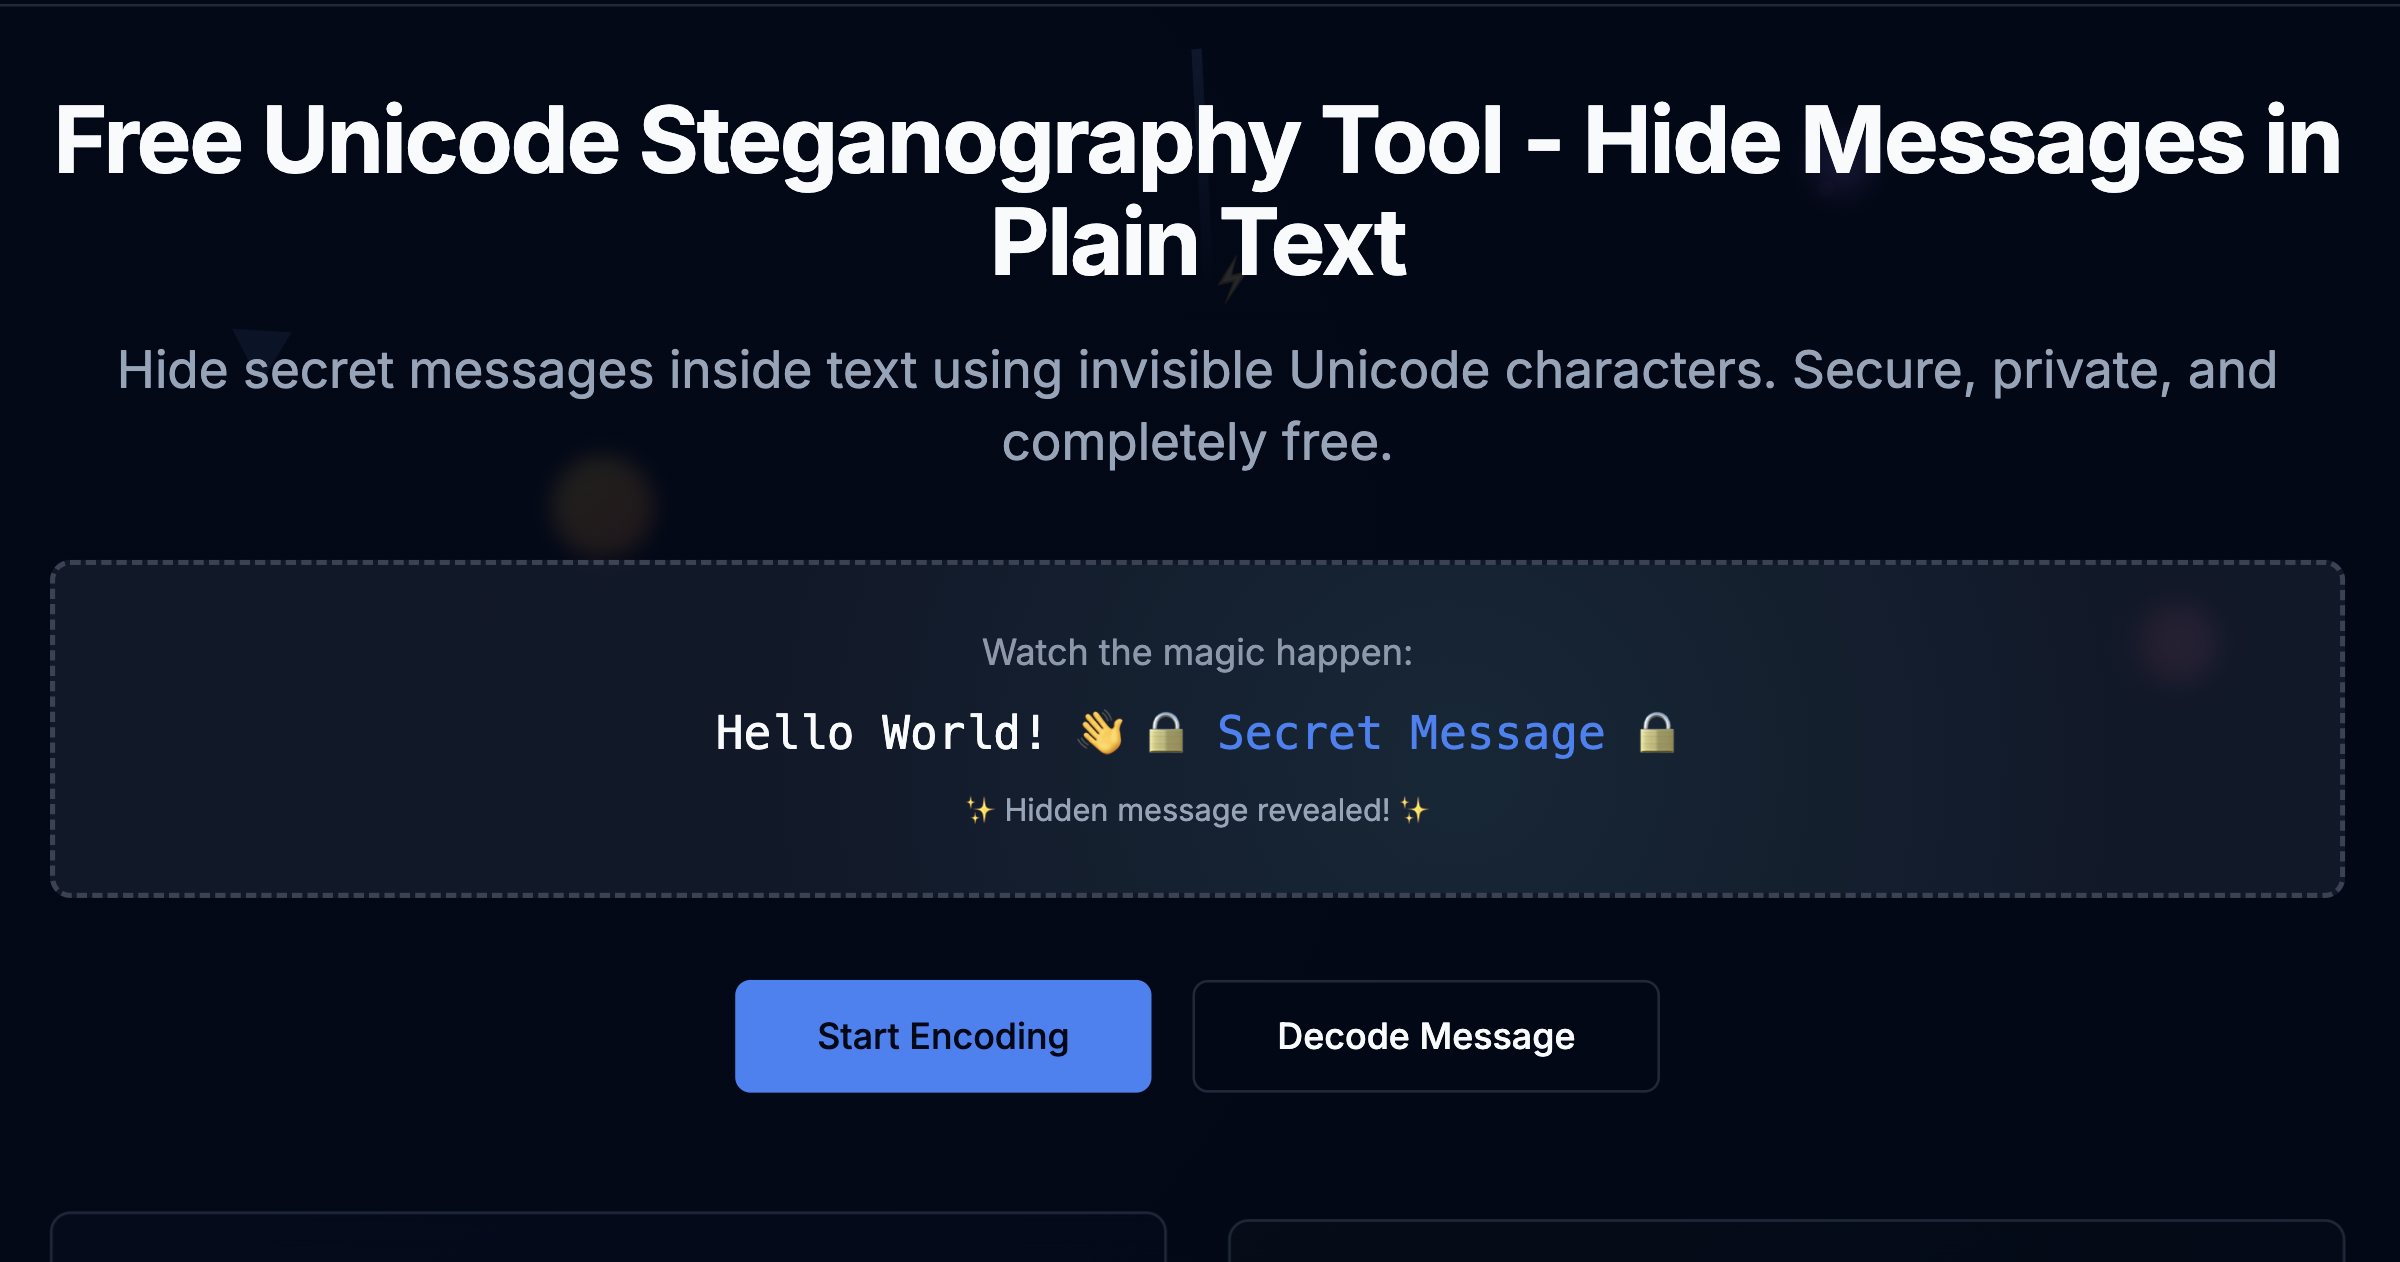 Free Unicode Steganography Tool - Hide Messages in
Plain Text
Hide secret messages inside text using invisible Unicode characters. Secure, private, and
completely free.
Watch the magic happen:
Hello World! 👋🔒 Secret Message 🔒
✨ Hidden message revealed! ✨
Start Encoding
Decode Message